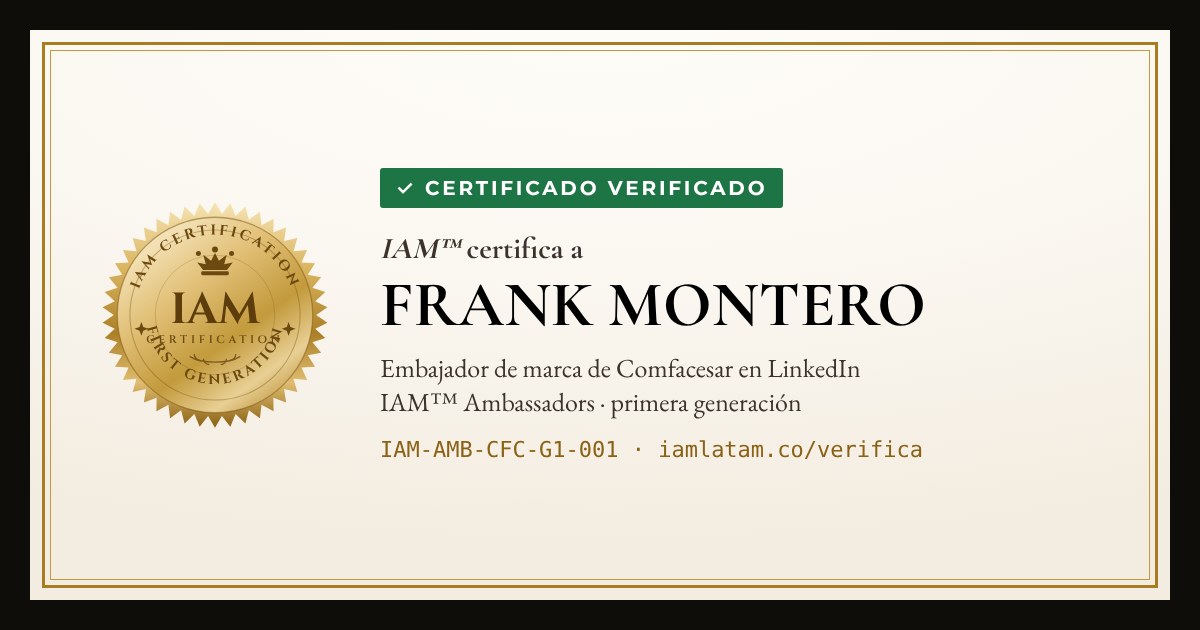 IAM CERTIFICATION
IAM
CERTIFICATION
FIRST GENERATION
✓ CERTIFICADO VERIFICADO
IAM™ certifica a
FRANK MONTERO
Embajador de marca de Comfacesar en LinkedIn
IAM™ Ambassadors · primera generación
IAM-AMB-CFC-G1-001 · iamlatam.co/verifica